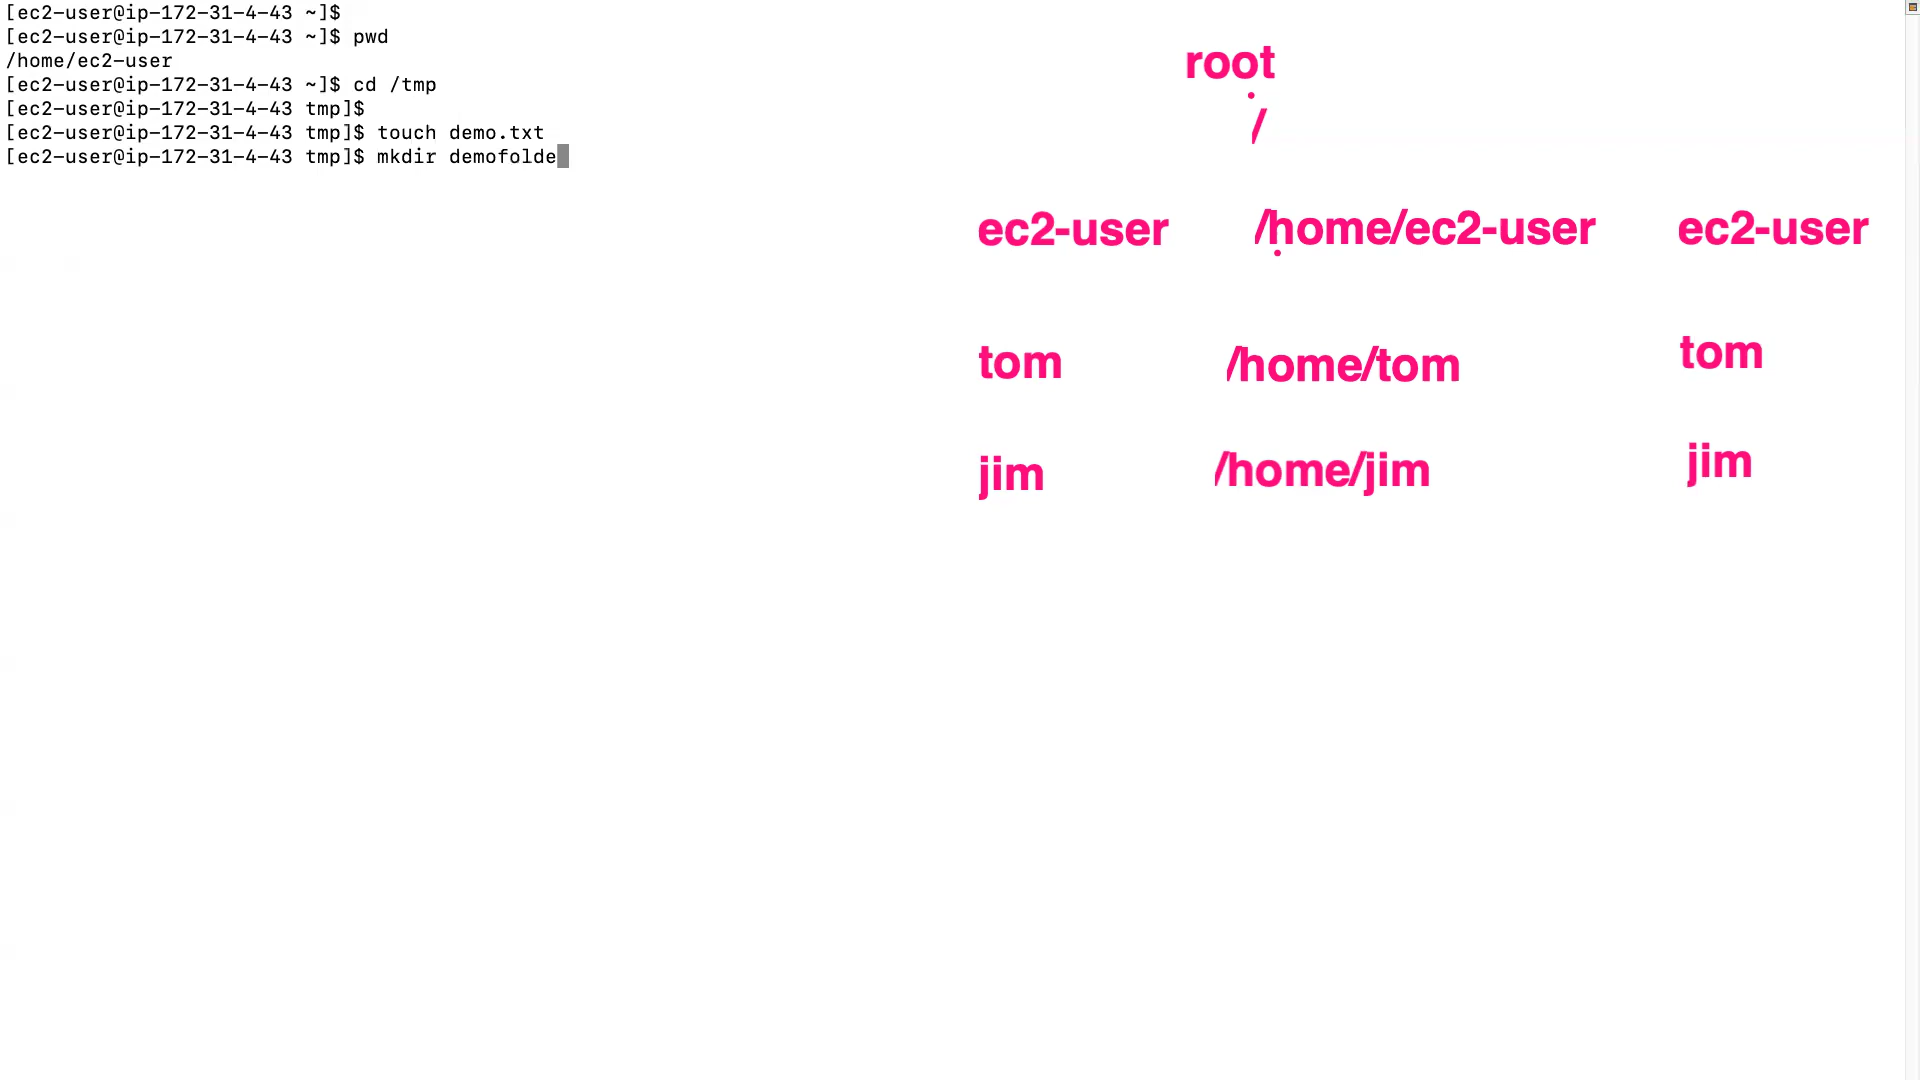 [ec2-user@ip-172-31-4-43 ~]$
[ec2-user@ip-172-31-4-43 ~]$ pwd
/home/ec2-user
[ec2-user@ip-172-31-4-43 ~]$ cd /tmp
[ec2-user@ip-172-31-4-43 tmp]$
[ec2-user@ip-172-31-4-43 tmp]$ touch demo.txt
[ec2-user@ip-172-31-4-43 tmp]$ mkdir demofolde
root
/
ec2-user /home/ec2-user ec2-user
tom /home/tom tom
jim /home/jim jim